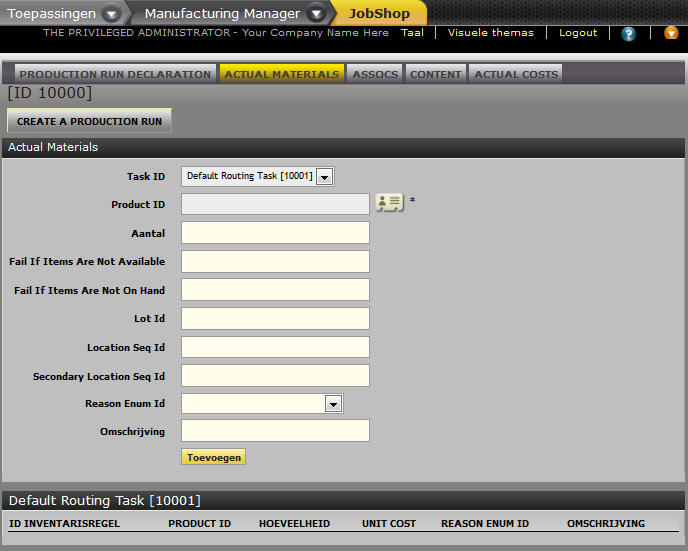 Toepassingen Manufacturing Manager JobShop
THE PRIVILEGED ADMINISTRATOR - Your Company Name Here Taal Visuele themas Logout ?
PRODUCTION RUN DECLARATION ACTUAL MATERIALS ASSOCS CONTENT ACTUAL COSTS
[ID 10000]
CREATE A PRODUCTION RUN
Actual Materials
Task ID Default Routing Task [10001]
Product ID *
Aantal
Fail If Items Are Not Available
Fail If Items Are Not On Hand
Lot Id
Location Seq Id
Secondary Location Seq Id
Reason Enum Id
Omschrijving
Toevoegen
Default Routing Task [10001]
ID INVENTARISREGEL PRODUCT ID HOEVEELHEID UNIT COST REASON ENUM ID OMSCHRIJVING